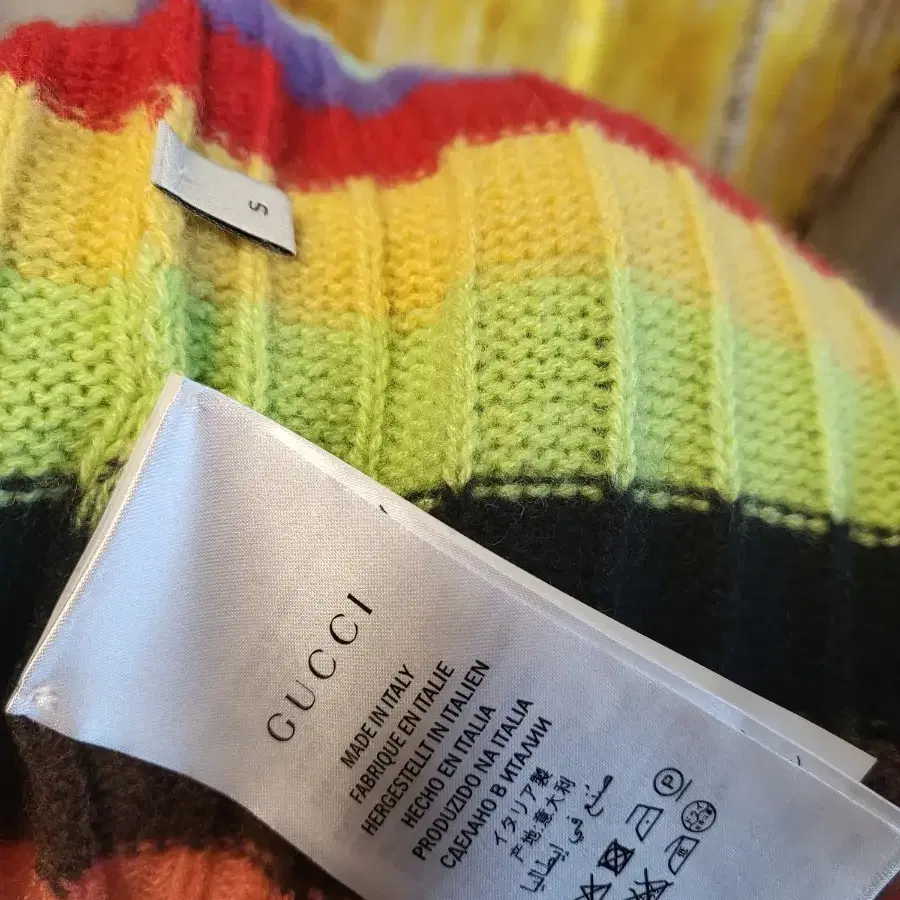 S
GUCCI
MADE IN ITALY
FABRIQUE EN ITALIE
HERGESTELLT IN ITALIEN
HECHO EN ITALIA
PRODUZIDO NA ITALIA
СДЕЛАНО В ИТАЛИИ
イタリア製
产地:意大利
صنع في إيطاليا
P